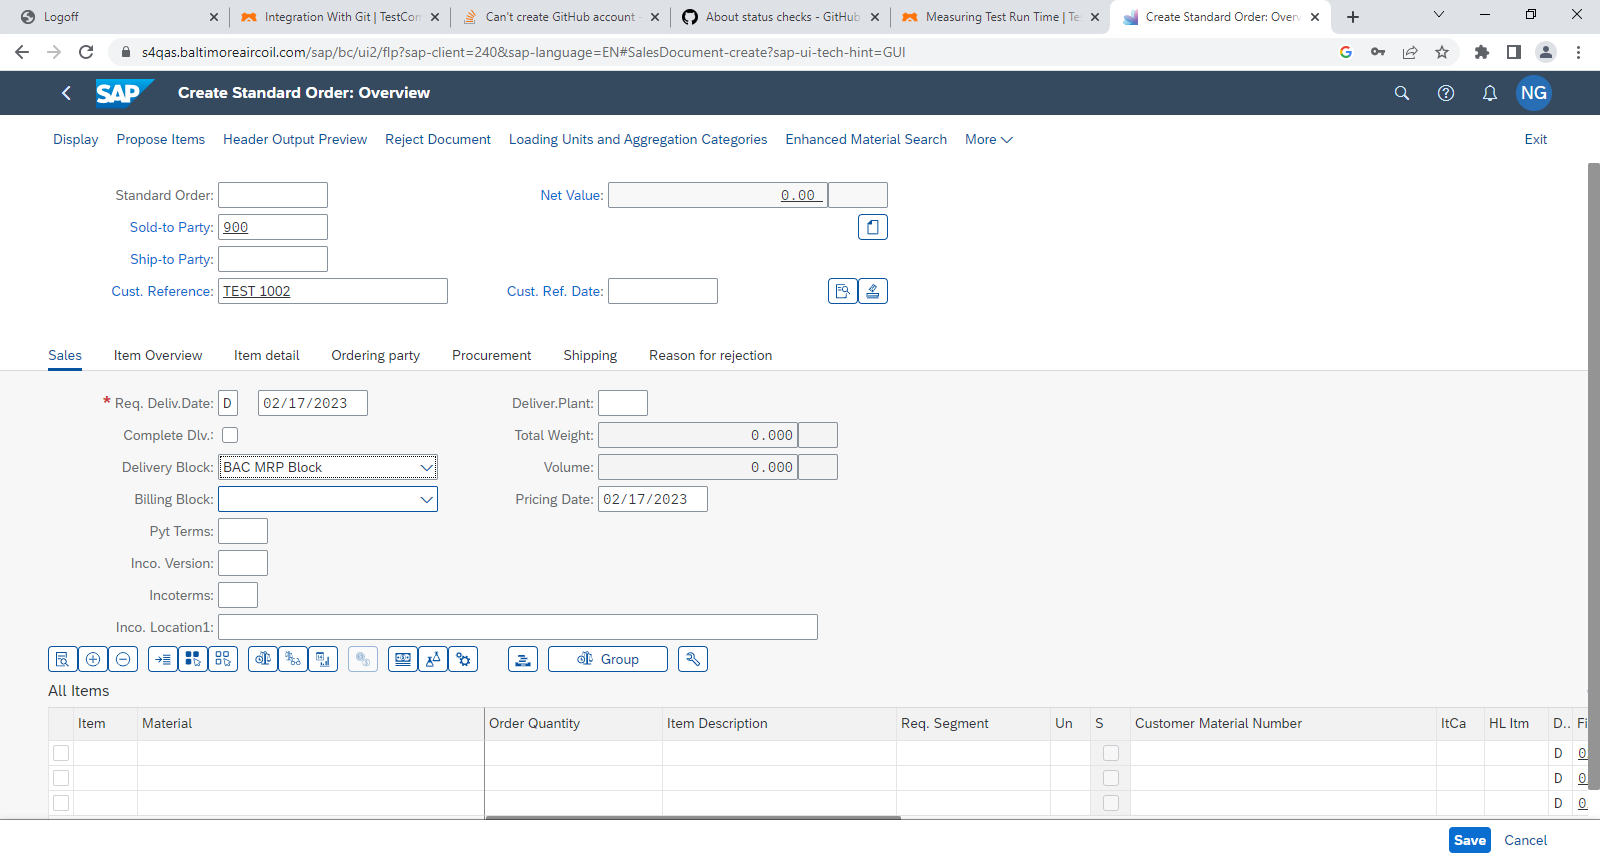 Logoff
Integration With Git | TestCom
Can't create GitHub account -
About status checks - GitHub
Measuring Test Run Time | Te
Create Standard Order: Overv
s4qas.baltimoreaircoil.com/sap/bc/ui2/flp?sap-client=240&sap-language=EN#SalesDocument-create?sap-ui-tech-hint=GUI
SAP Create Standard Order: Overview NG
Display Propose Items Header Output Preview Reject Document Loading Units and Aggregation Categories Enhanced Material Search More Exit
Standard Order: Net Value: 0.00
Sold-to Party: 900
Ship-to Party:
Cust. Reference: TEST 1002 Cust. Ref. Date:
Sales Item Overview Item detail Ordering party Procurement Shipping Reason for rejection
* Req. Deliv.Date: D 02/17/2023 Deliver.Plant:
Complete Dlv.: Total Weight: 0.000
Delivery Block: BAC MRP Block Volume: 0.000
Billing Block: Pricing Date: 02/17/2023
Pyt Terms:
Inco. Version:
Incoterms:
Inco. Location1:
Group
All Items
Item Material Order Quantity Item Description Req. Segment Un S Customer Material Number ItCa HL Itm D.. Fi
D 0
D 0
D 0
Save Cancel